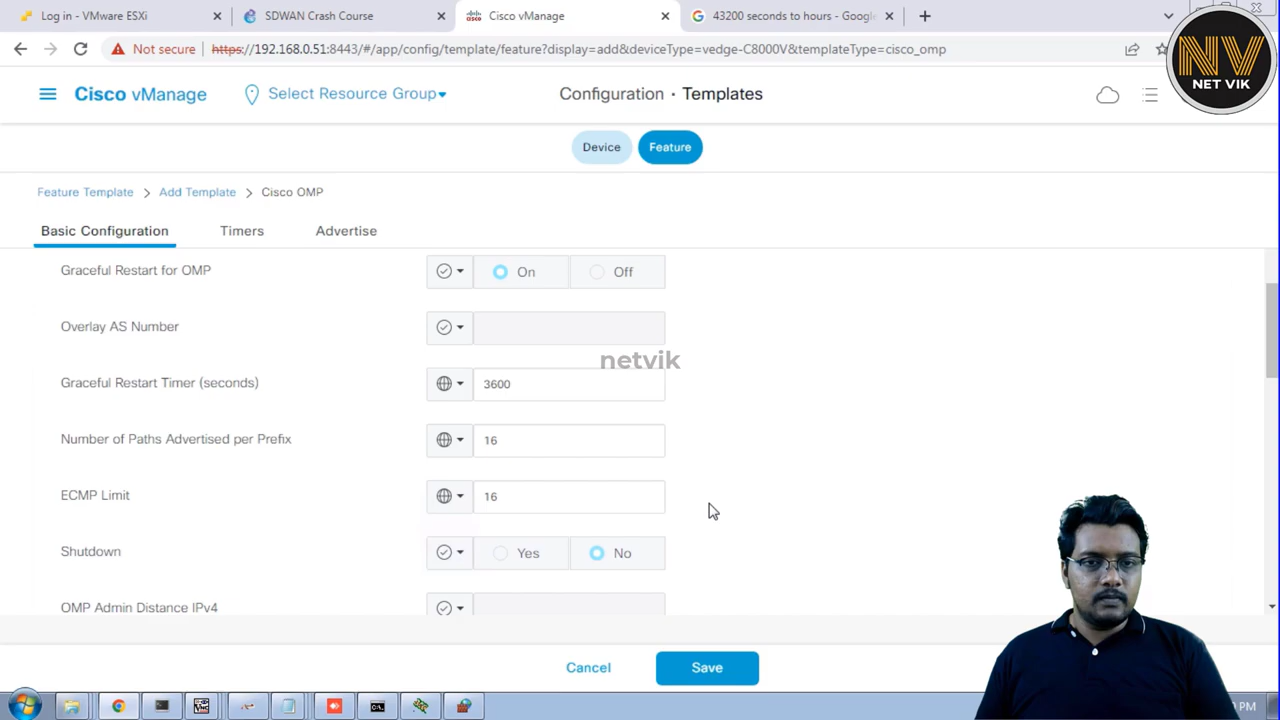 Log in - VMware ESXi
SDWAN Crash Course
Cisco vManage
43200 seconds to hours - Google
Not secure
https://192.168.0.51:8443/#/app/config/template/feature?display=add&deviceType=vedge-C8000V&templateType=cisco_omp
NV
NET VIK
Cisco vManage
Select Resource Group
Configuration · Templates
Device
Feature
Feature Template > Add Template > Cisco OMP
Basic Configuration
Timers
Advertise
Graceful Restart for OMP
On
Off
Overlay AS Number
netvik
Graceful Restart Timer (seconds)
3600
Number of Paths Advertised per Prefix
16
ECMP Limit
16
Shutdown
Yes
No
OMP Admin Distance IPv4
Cancel
Save
PM